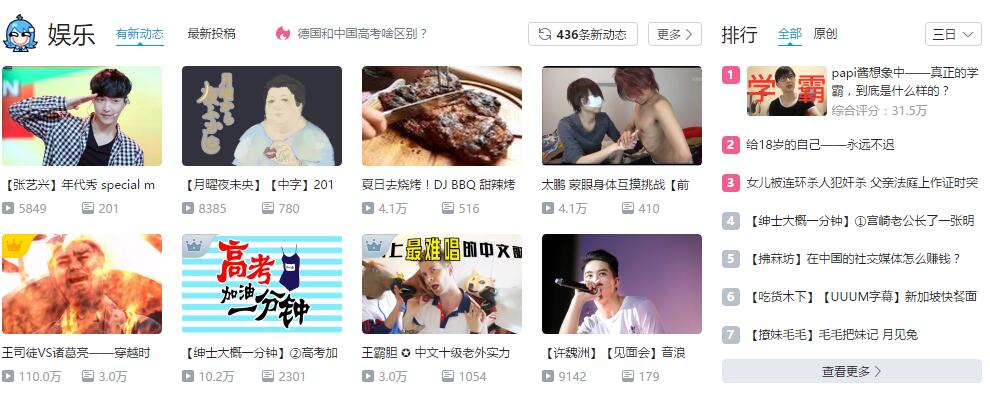 娱乐
有新动态
最新投稿
德国和中国高考啥区别？
436条新动态
更多
【张艺兴】年代秀 special m
5849 201
【月曜夜未央】【中字】201
8385 780
夏日去烧烤！DJ BBQ 甜辣烤
4.1万 516
太鹏 蒙眼身体互摸挑战【前
4.1万 410
高考
加油
一分钟
上最难唱的中文歌
王司徒VS诸葛亮——穿越时
110.0万 3.0万
【绅士大概一分钟】②高考加
10.2万 2301
王霸胆 ✪ 中文十级老外实力
3.0万 1054
【许魏洲】【见面会】音浪
9142 179
排行
全部
原创
三日
1
学霸
papi酱想象中——真正的学
霸，到底是什么样的？
综合评分：31.5万
2 给18岁的自己——永远不迟
3 女儿被连环杀人犯奸杀 父亲法庭上作证时突
4 【绅士大概一分钟】①宫崎老公长了一张明
5 【拂菻坊】在中国的社交媒体怎么赚钱？
6 【吃货木下】【UUUM字幕】新加坡快餐面
7 【撩妹毛毛】毛毛把妹记 月见兔
查看更多